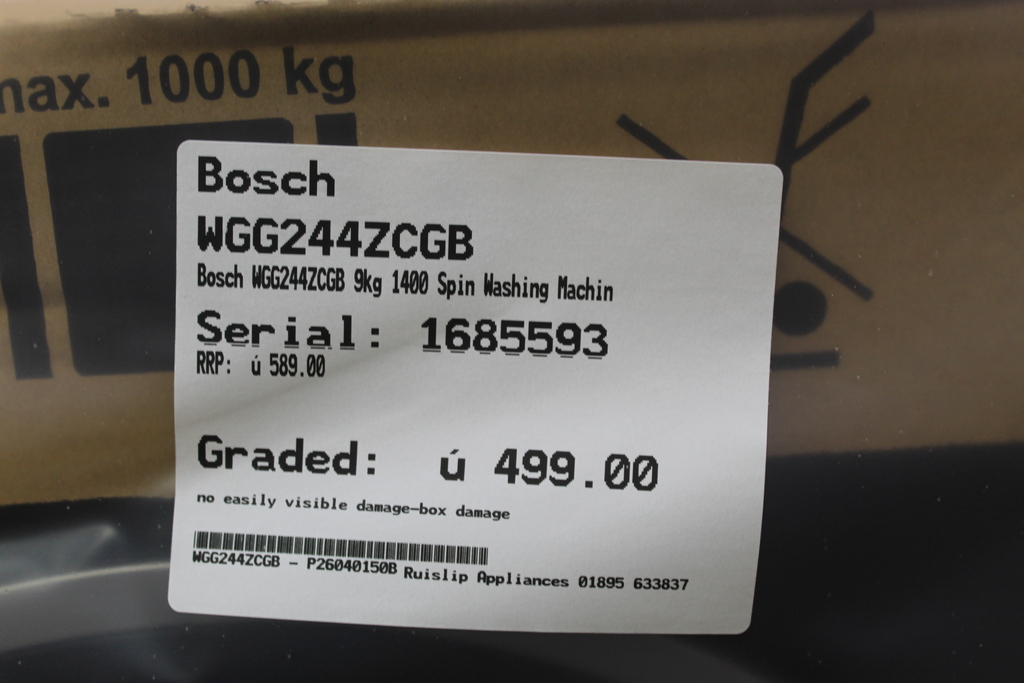 max. 1000 kg
Bosch
WGG244ZCGB
Bosch WGG244ZCGB 9kg 1400 Spin Washing Machin
Serial: 1685593
RRP: ú 589.00
Graded: ú 499.00
no easily visible damage-box damage
WGG244ZCGB - P26040150B Ruislip Appliances 01895 633837